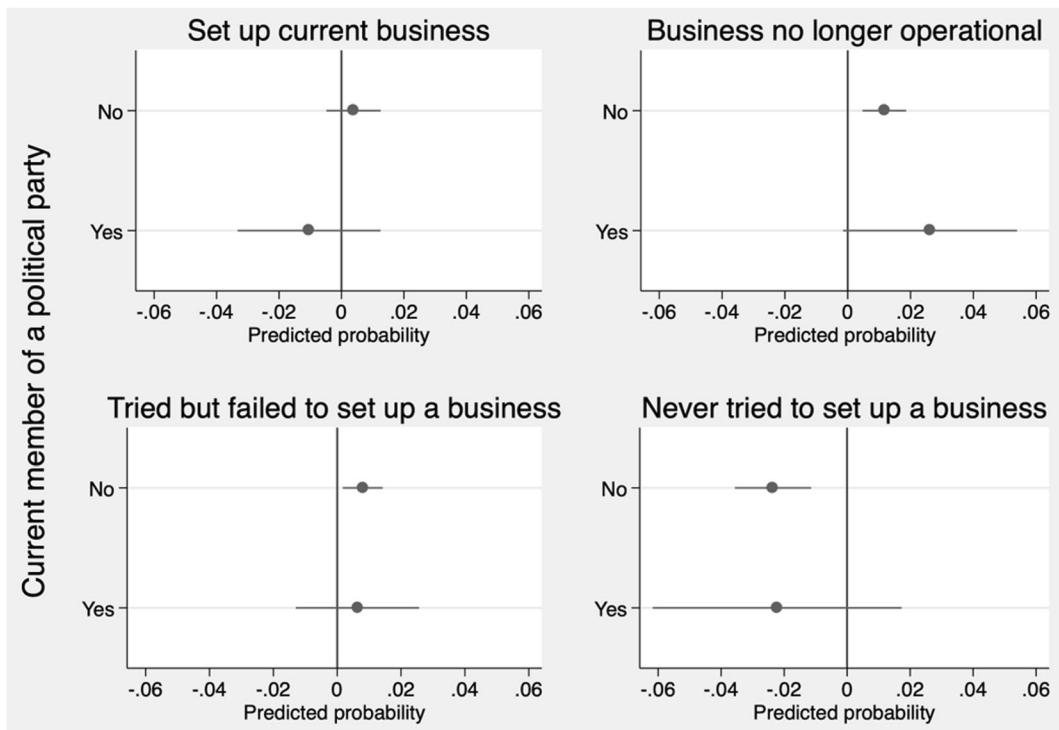 Current member of a political party
Set up current business
No
Yes
-.06 -.04 -.02 0 .02 .04 .06
Predicted probability
Business no longer operational
No
Yes
-.06 -.04 -.02 0 .02 .04 .06
Predicted probability
Tried but failed to set up a business
No
Yes
-.06 -.04 -.02 0 .02 .04 .06
Predicted probability
Never tried to set up a business
No
Yes
-.06 -.04 -.02 0 .02 .04 .06
Predicted probability